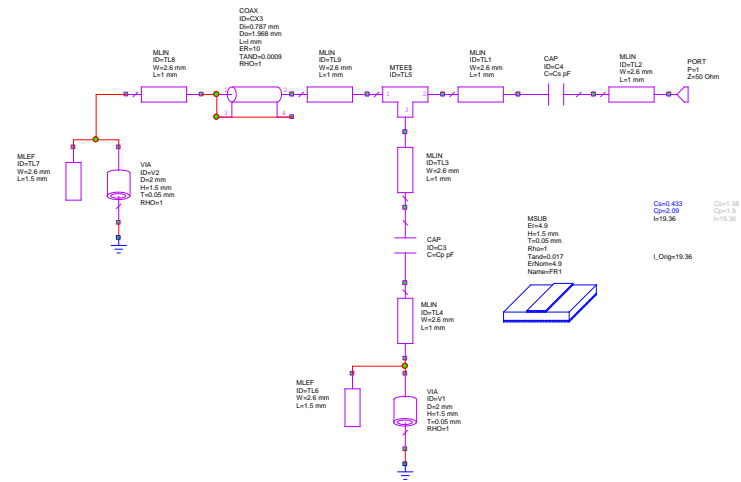 COAX
ID=CX3
Di=0.787 mm
Do=1.968 mm
L=l mm
ER=10
TAND=0.0009
RHO=1
MLIN
ID=TL8
W=2.6 mm
L=1 mm
1
2
3
4
MLIN
ID=TL9
W=2.6 mm
L=1 mm
MTEE$
ID=TL5
1
2
3
MLIN
ID=TL1
W=2.6 mm
L=1 mm
CAP
ID=C4
C=Cs pF
MLIN
ID=TL2
W=2.6 mm
L=1 mm
PORT
P=1
Z=50 Ohm
MLEF
ID=TL7
W=2.6 mm
L=1.5 mm
VIA
ID=V2
D=2 mm
H=1.5 mm
T=0.05 mm
RHO=1
MLIN
ID=TL3
W=2.6 mm
L=1 mm
CAP
ID=C3
C=Cp pF
MSUB
Er=4.9
H=1.5 mm
T=0.05 mm
Rho=1
Tand=0.017
ErNom=4.9
Name=FR1
Cs=0.433
Cp=2.09
l=19.36
Cs=1.36
Cp=1.9
l=19.36
l_Orig=19.36
MLIN
ID=TL4
W=2.6 mm
L=1 mm
MLEF
ID=TL6
W=2.6 mm
L=1.5 mm
VIA
ID=V1
D=2 mm
H=1.5 mm
T=0.05 mm
RHO=1